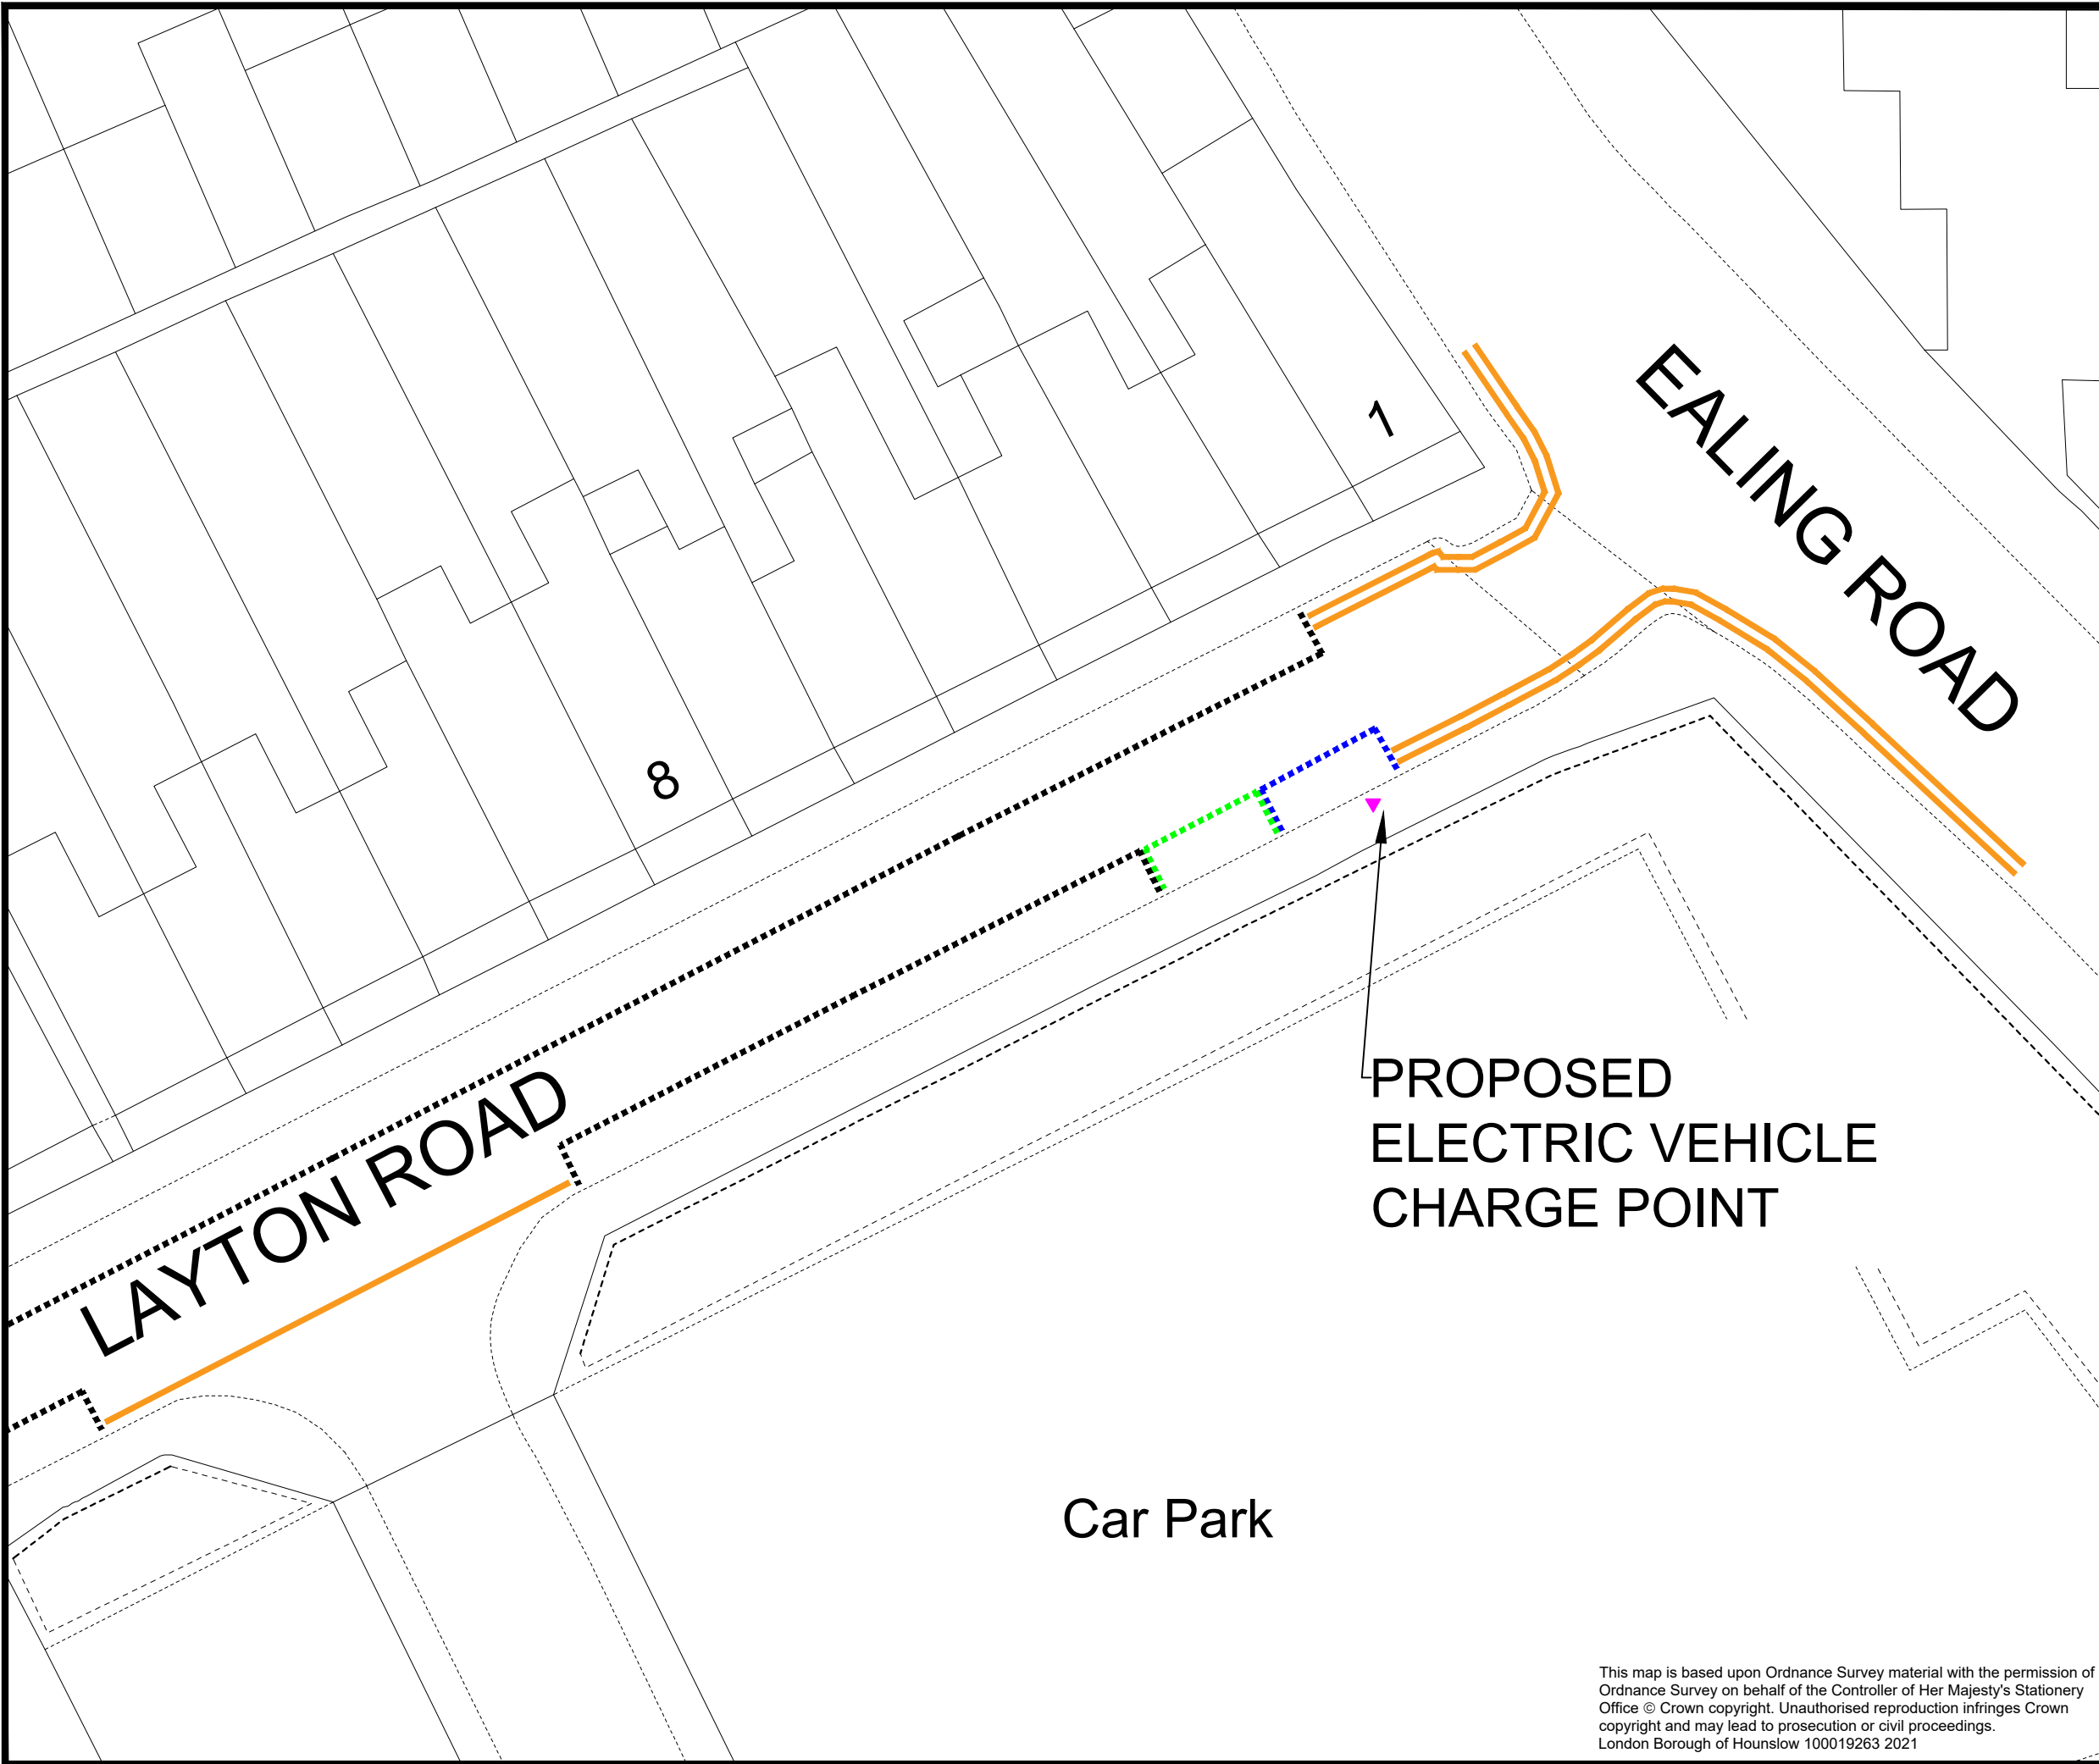 1
EALING ROAD
8
LAYTON ROAD
PROPOSED
ELECTRIC VEHICLE
CHARGE POINT
Car Park
This map is based upon Ordnance Survey material with the permission of
Ordnance Survey on behalf of the Controller of Her Majesty's Stationery
Office © Crown copyright. Unauthorised reproduction infringes Crown
copyright and may lead to prosecution or civil proceedings.
London Borough of Hounslow 100019263 2021